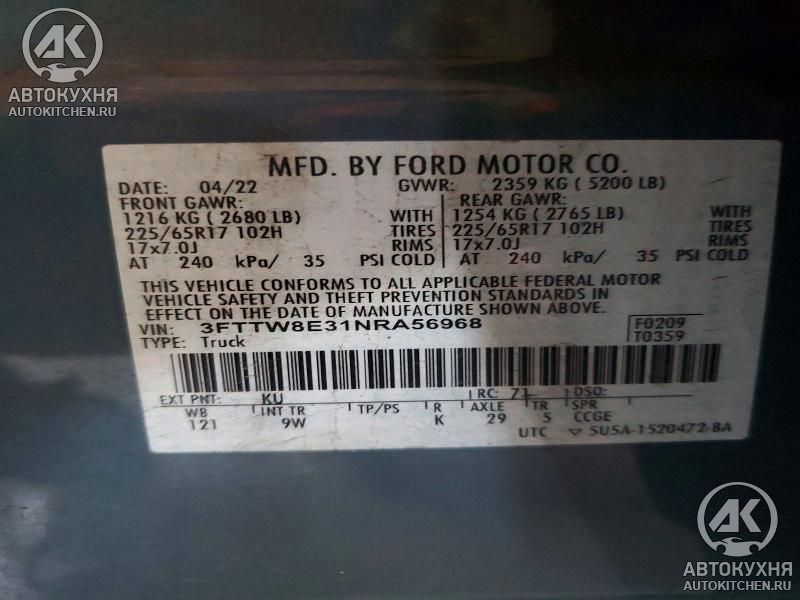 АК
АВТОКУХНЯ
AUTOKITCHEN.RU
MFD. BY FORD MOTOR CO.
DATE: 04/22 GVWR: 2359 KG ( 5200 LB)
FRONT GAWR: REAR GAWR:
1216 KG ( 2680 LB) WITH 1254 KG ( 2765 LB) WITH
225/65R17 102H TIRES 225/65R17 102H TIRES
17x7.0J RIMS 17x7.0J RIMS
AT 240 kPa/ 35 PSI COLD AT 240 kPa/ 35 PSI COLD
THIS VEHICLE CONFORMS TO ALL APPLICABLE FEDERAL MOTOR
VEHICLE SAFETY AND THEFT PREVENTION STANDARDS IN
EFFECT ON THE DATE OF MANUFACTURE SHOWN ABOVE.
VIN: 3FTTW8E31NRA56968 F0209
TYPE: Truck T0359
EXT PNT: KU RC: 71 DSO:
WB INT TR TP/PS R AXLE TR SPR
121 9W K 29 5 CCGE
UTC 5U5A-1520472-BA
АК
АВТОКУХНЯ
AUTOKITCHEN.RU